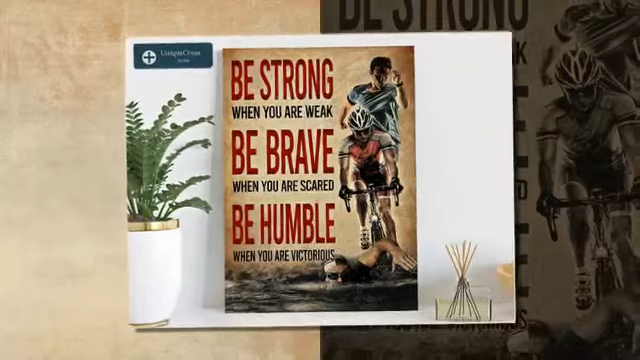 BE STRONG
UniqueCross
BE STRONG
WHEN YOU ARE WEAK
BE BRAVE
WHEN YOU ARE SCARED
BE HUMBLE
WHEN YOU ARE VICTORIOUS